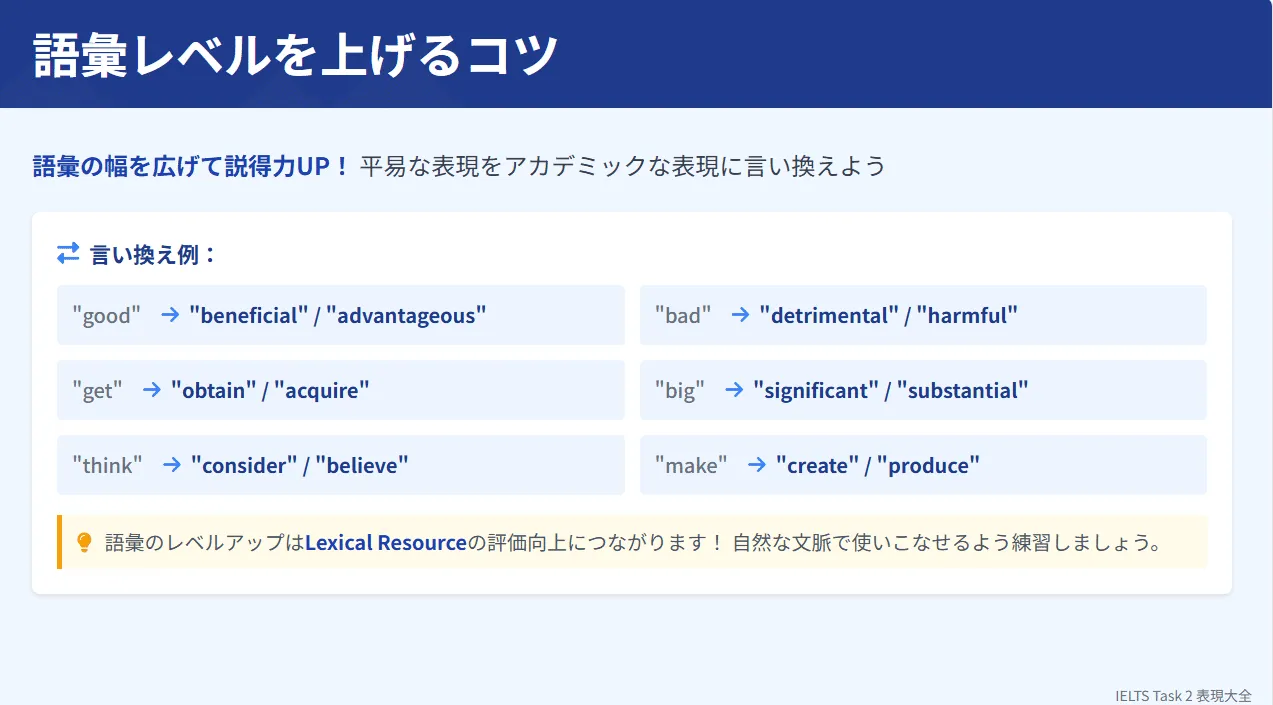 語彙レベルを上げるコツ
語彙の幅を広げて説得力UP！ 平易な表現をアカデミックな表現に言い換えよう
言い換え例：
"good" → "beneficial" / "advantageous"
"bad" → "detrimental" / "harmful"
"get" → "obtain" / "acquire"
"big" → "significant" / "substantial"
"think" → "consider" / "believe"
"make" → "create" / "produce"
語彙のレベルアップはLexical Resourceの評価向上につながります！ 自然な文脈で使いこなせるよう練習しましょう。
IELTS Task 2 表現大全